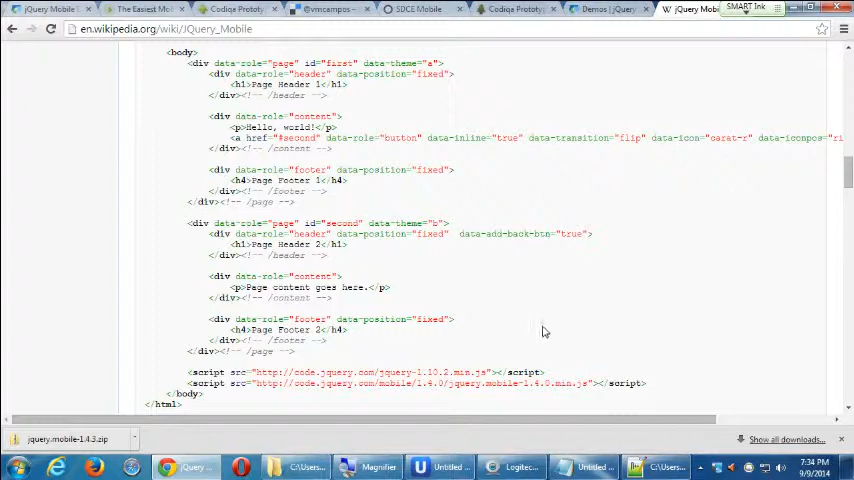 jQuery Mobile D
The Easiest Mo
Codiqa Prototy
@vmcampos –
SDCE Mobile
Codiqa Prototyp
Demos | jQuery
jQuery Mobi
SMART Ink
en.wikipedia.org/wiki/JQuery_Mobile
<body>
<div data-role="page" id="first" data-theme="a">
<div data-role="header" data-position="fixed">
<h1>Page Header 1</h1>
</div><!-- /header -->
<div data-role="content">
<p>Hello, world!</p>
<a href="#second" data-role="button" data-inline="true" data-transition="flip" data-icon="carat-r" data-iconpos="ri
</div><!-- /content -->
<div data-role="footer" data-position="fixed">
<h4>Page Footer 1</h4>
</div><!-- /footer -->
</div><!-- /page -->
<div data-role="page" id="second" data-theme="b">
<div data-role="header" data-position="fixed" data-add-back-btn="true">
<h1>Page Header 2</h1>
</div><!-- /header -->
<div data-role="content">
<p>Page content goes here.</p>
</div><!-- /content -->
<div data-role="footer" data-position="fixed">
<h4>Page Footer 2</h4>
</div><!-- /footer -->
</div><!-- /page -->
<script src="http://code.jquery.com/jquery-1.10.2.min.js"></script>
<script src="http://code.jquery.com/mobile/1.4.0/jquery.mobile-1.4.0.min.js"></script>
</body>
</html>
jquery.mobile-1.4.3.zip
Show all downloads...
jQuery ...
C:\Users...
Magnifier
Untitled ...
Logitec...
Untitled ...
C:\Users...
7:34 PM
9/9/2014